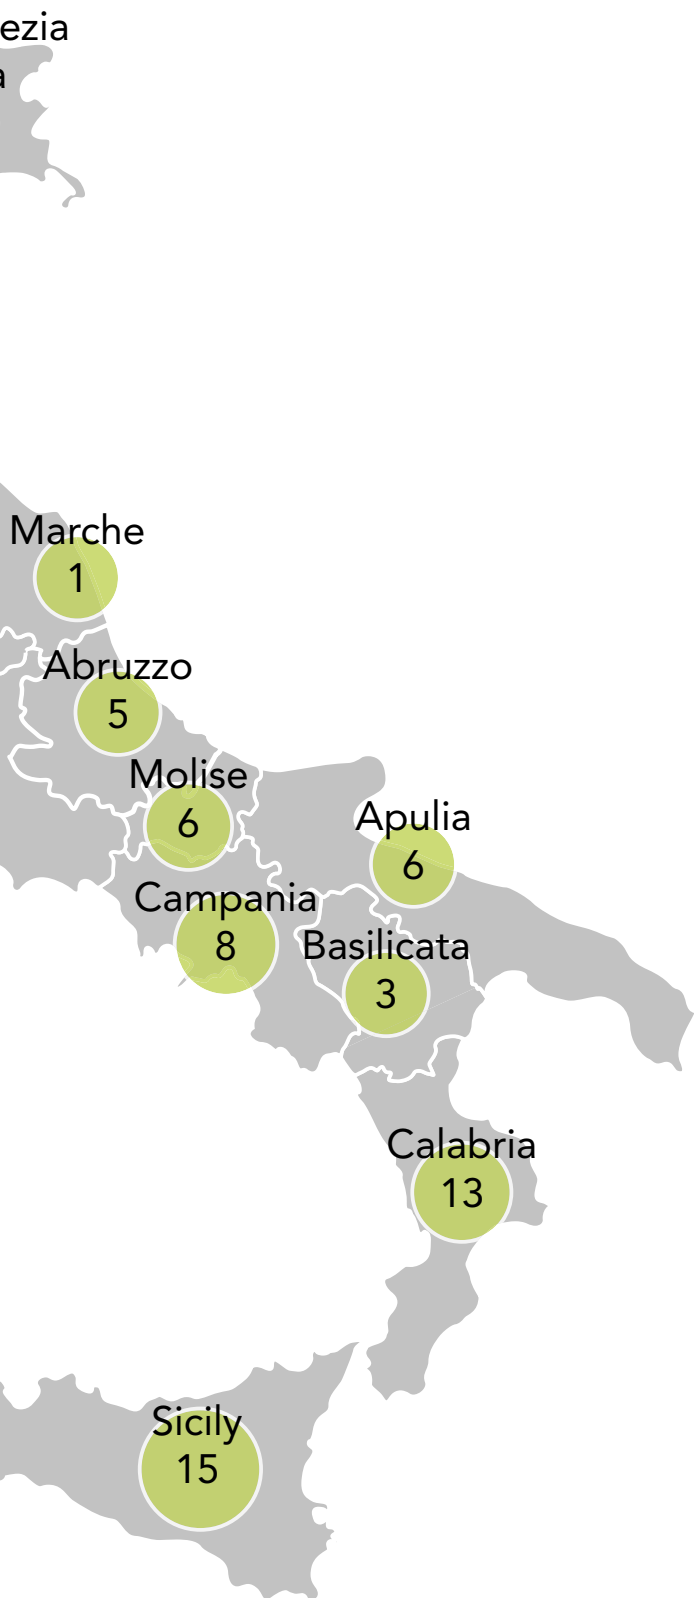 ezia
a
Marche
1
Abruzzo
5
Molise
6
Apulia
6
Campania
8
Basilicata
3
Calabria
13
Sicily
15